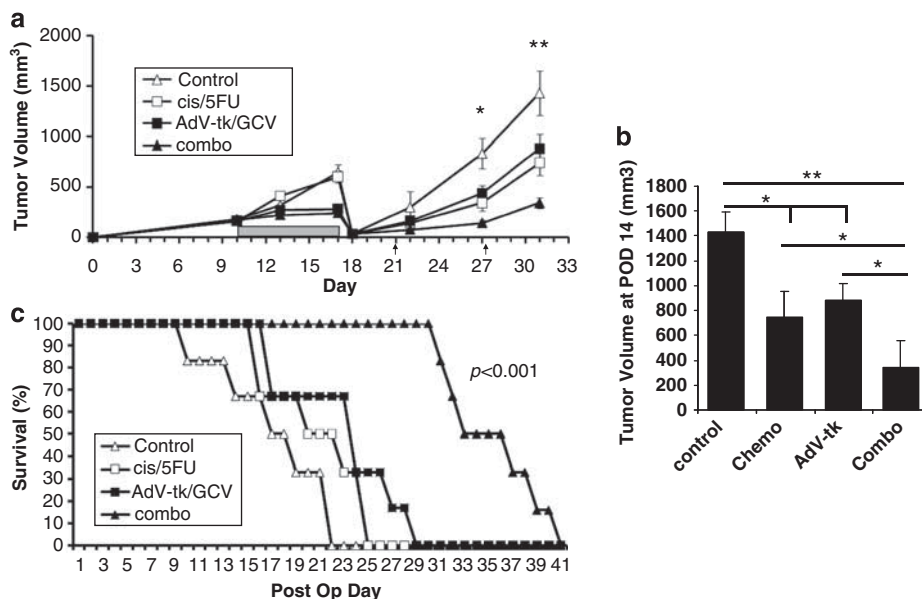 a
Tumor Volume (mm³)
2000
1500
1000
500
0
Control
cis/5FU
AdV-tk/GCV
combo
*
**
0 3 6 9 12 15 18 21 24 27 30 33
Day
b
Tumor Volume at POD 14 (mm3)
1800
1600
1400
1200
1000
800
600
400
200
0
**
*
*
*
control
Chemo
AdV-tk
Combo
c
Survival (%)
100
90
80
70
60
50
40
30
20
10
0
p<0.001
Control
cis/5FU
AdV-tk/GCV
combo
1 3 5 7 9 11 13 15 17 19 21 23 25 27 29 31 33 35 37 39 41
Post Op Day